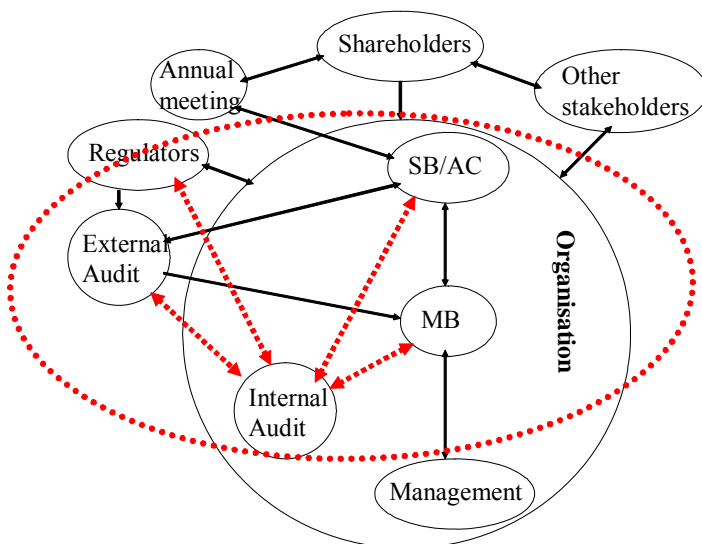 Shareholders
Annual
meeting
Other
stakeholders
Regulators
SB/AC
External
Audit
Organisation
MB
Internal
Audit
Management